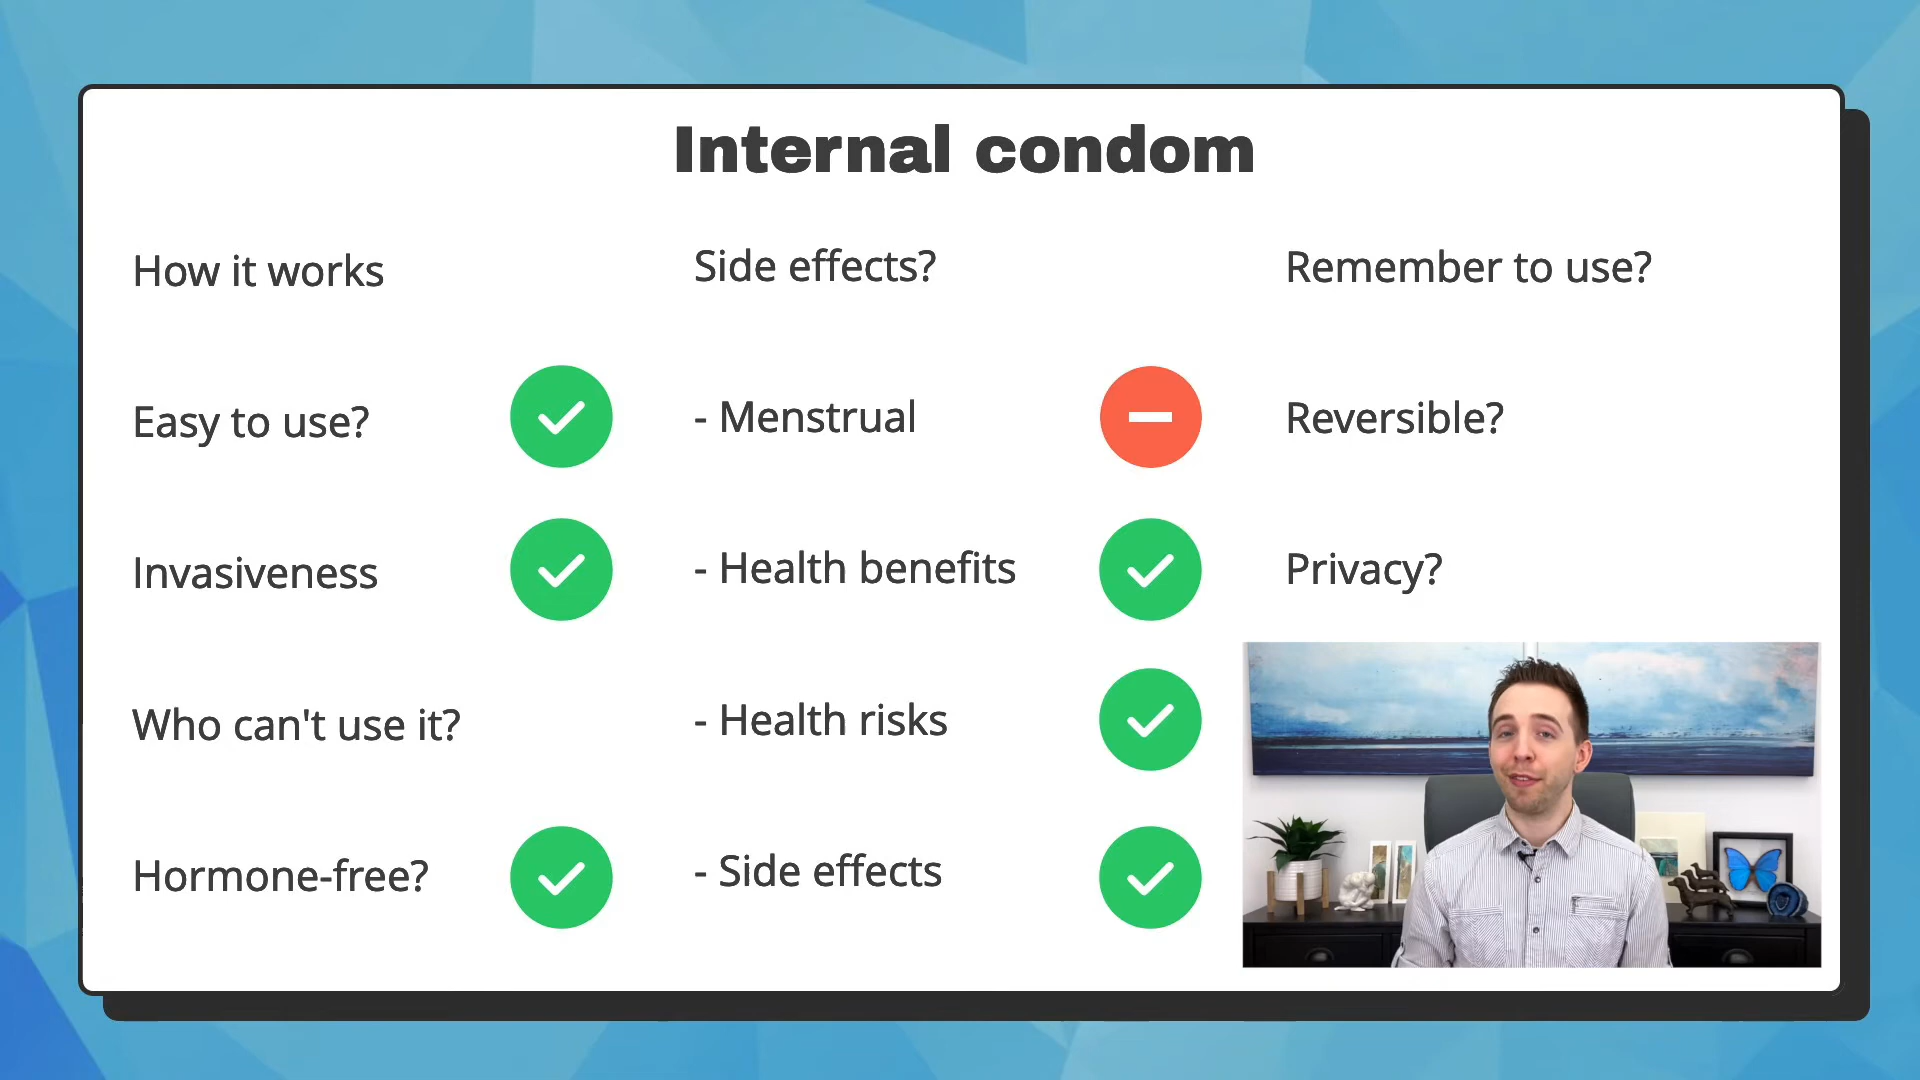 Internal condom
How it works
Easy to use?
Invasiveness
Who can't use it?
Hormone-free?
Side effects?
- Menstrual
- Health benefits
- Health risks
- Side effects
Remember to use?
Reversible?
Privacy?